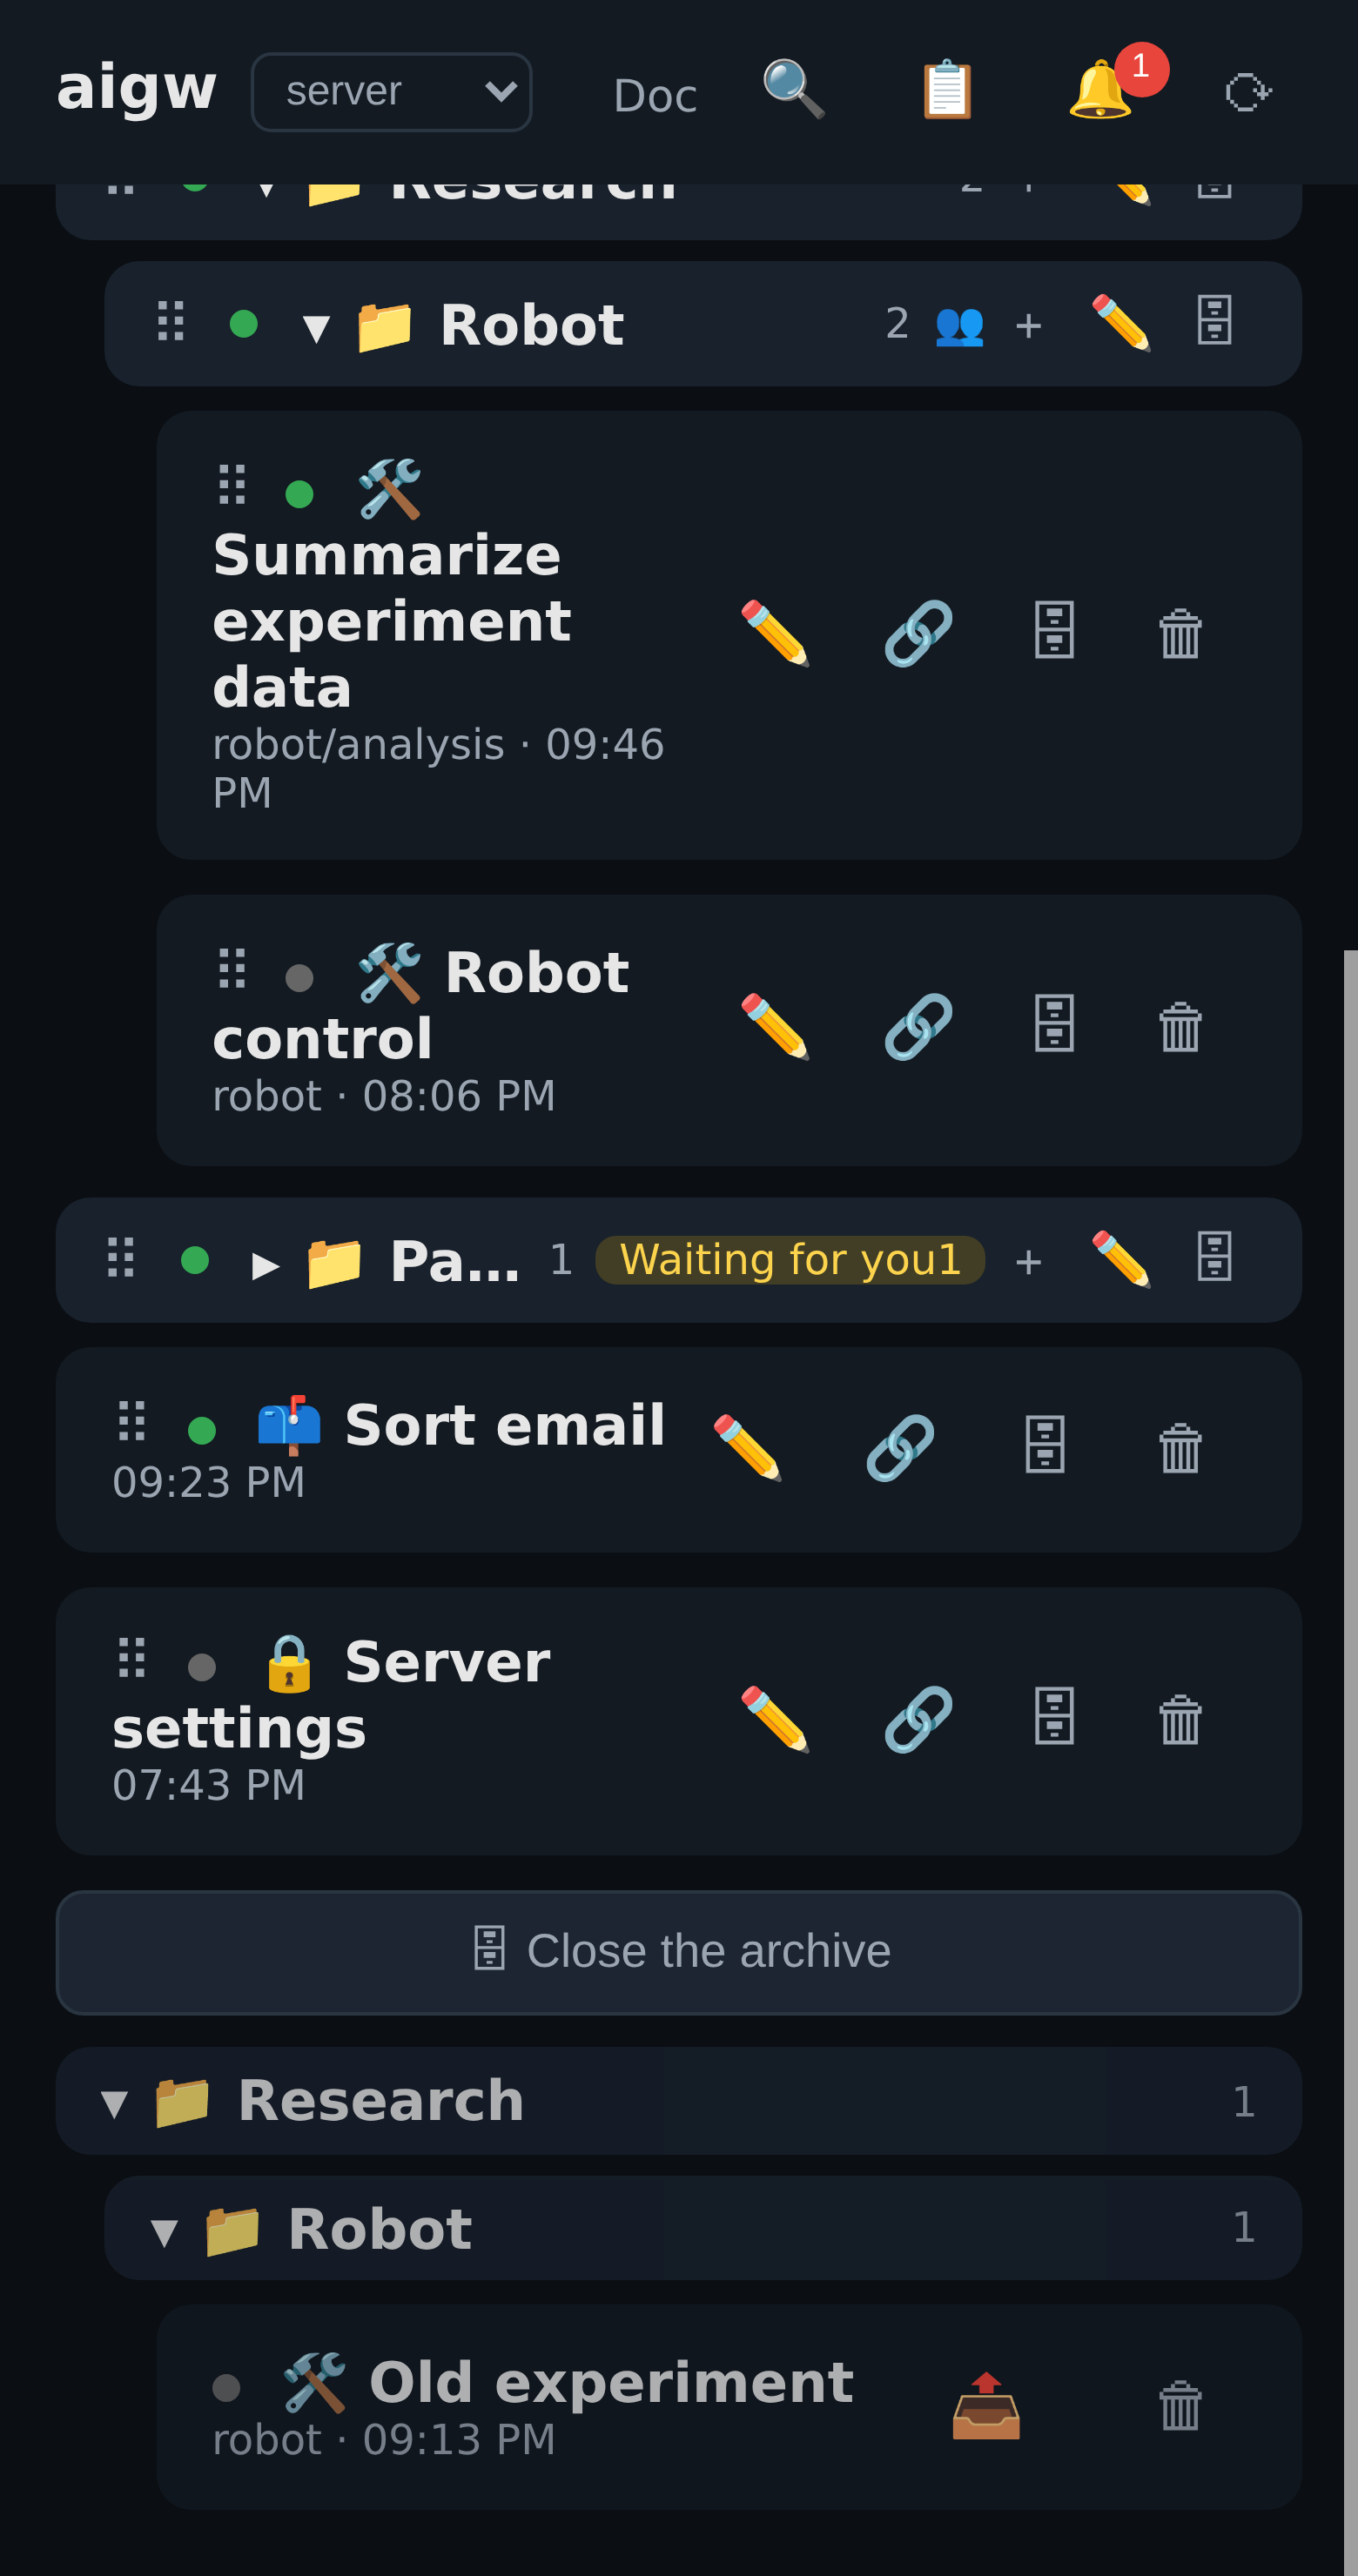 aigw server Doc 1
Research 2 +
Robot 2 +
Summarize
experiment
data
robot/analysis · 09:46
PM
Robot
control
robot · 08:06 PM
Pa... 1 Waiting for you1 +
Sort email
09:23 PM
Server
settings
07:43 PM
Close the archive
Research 1
Robot 1
Old experiment
robot · 09:13 PM